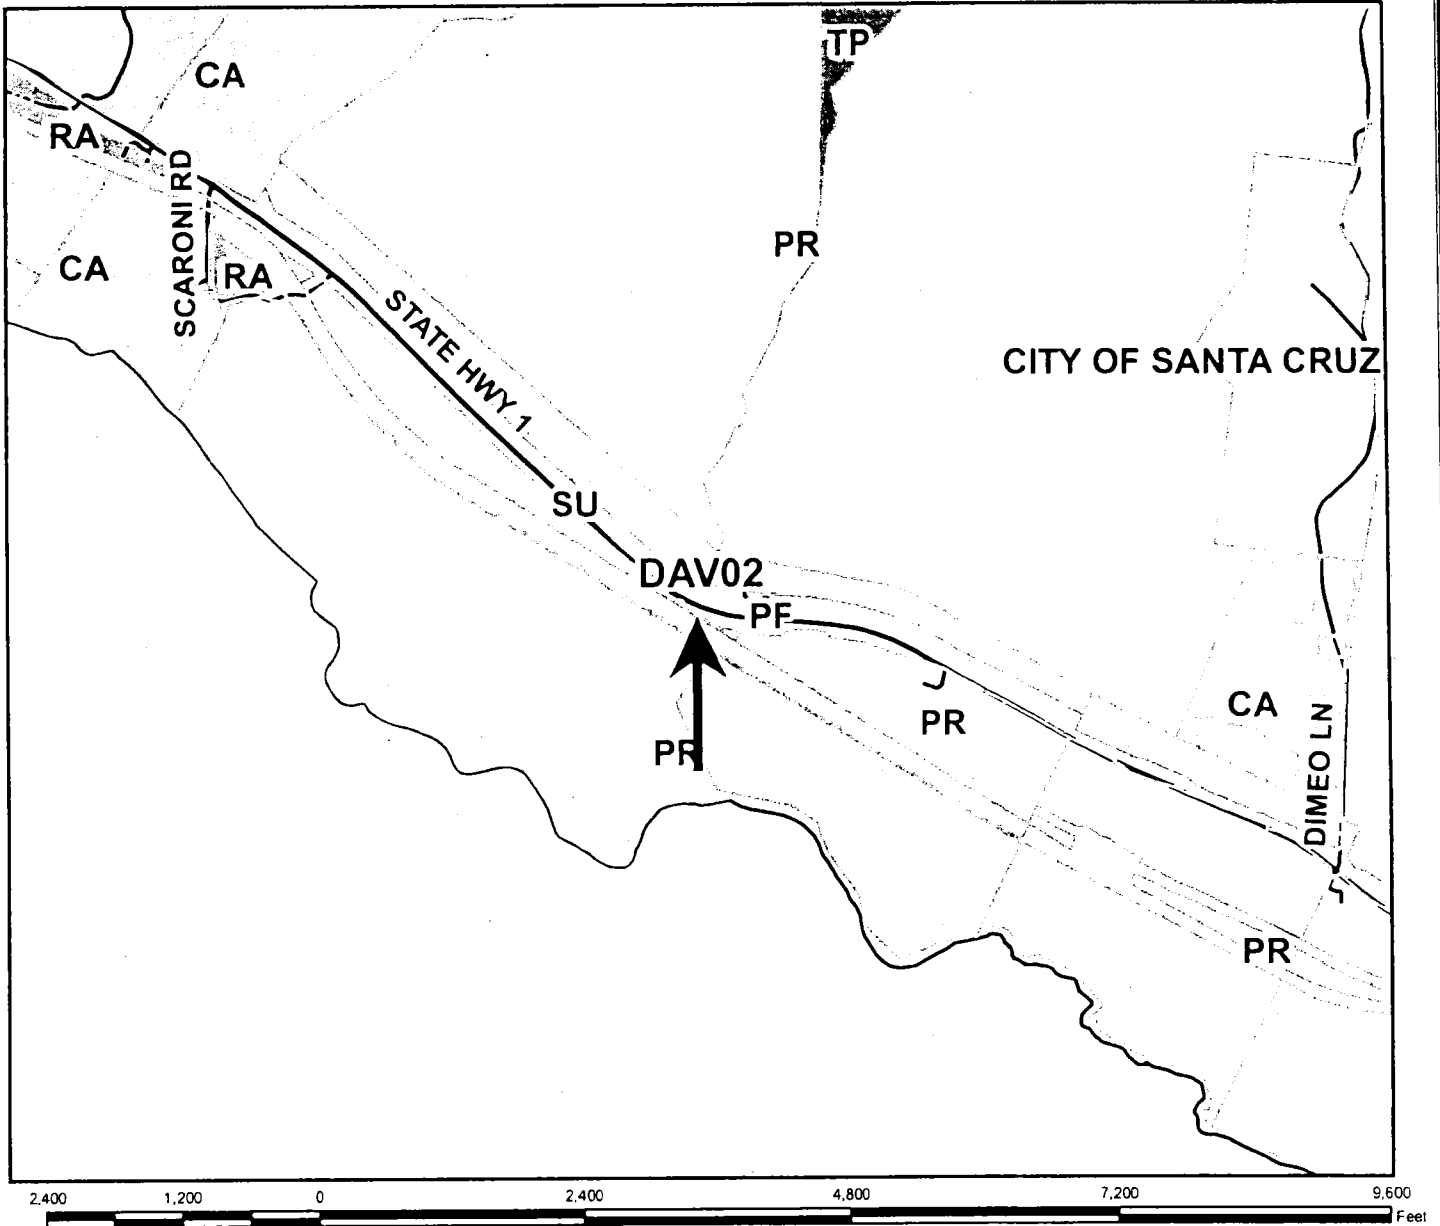 TP
CA
RA
SCARONI RD
PR
CA
RA
STATE HWY 1
CITY OF SANTA CRUZ
SU
DAV02
PF
CA
PR
DIMEO LN
PR
PR
2,400 1,200 0 2,400 4,800 7,200 9,600
Feet